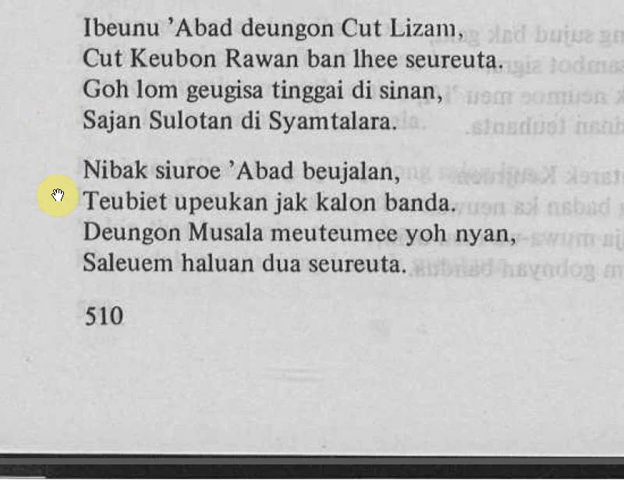 Ibeunu 'Abad deungon Cut Lizam,
Cut Keubon Rawan ban lhee seureuta.
Goh lom geugisa tinggai di sinan,
Sajan Sulotan di Syamtalara.
Nibak siuroe 'Abad beujalan,
Teubiet upeukan jak kalon banda.
Deungon Musala meuteumee yoh nyan,
Saleuem haluan dua seureuta.
510